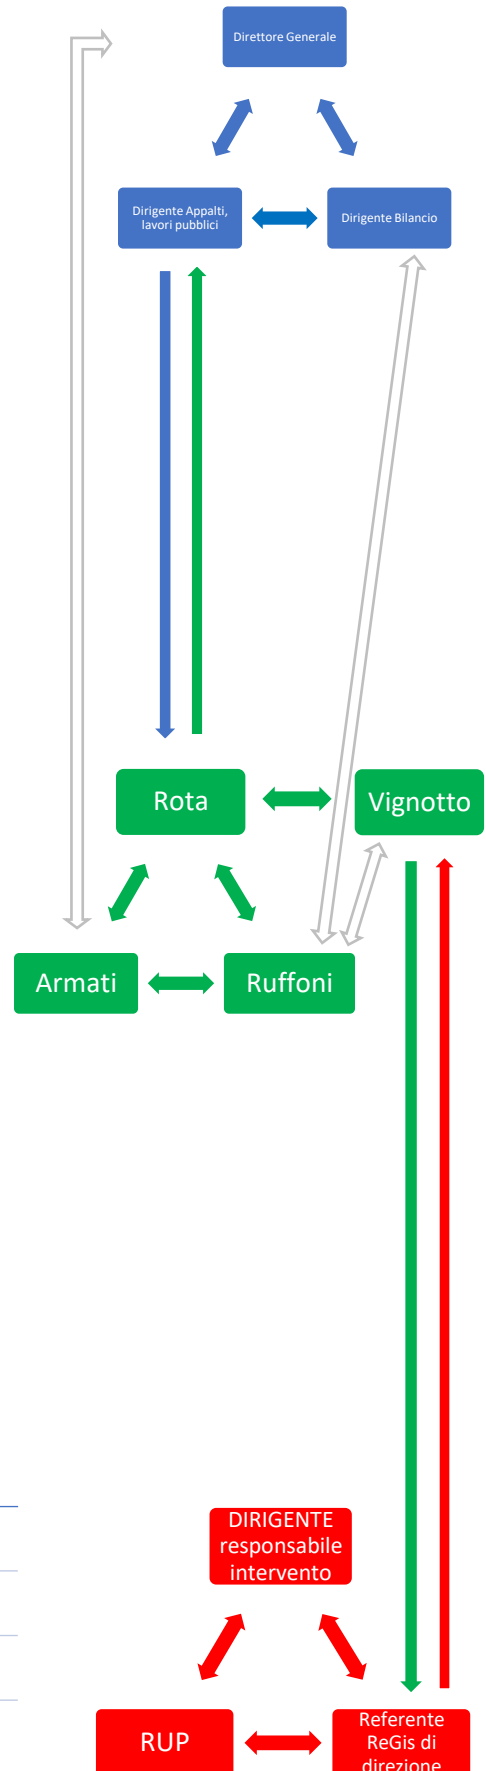 Direttore Generale
Dirigente Appalti,
lavori pubblici
Dirigente Bilancio
Rota
Vignotto
Armati
Ruffoni
DIRIGENTE
responsabile
intervento
RUP
Referente
ReGis di
direzione